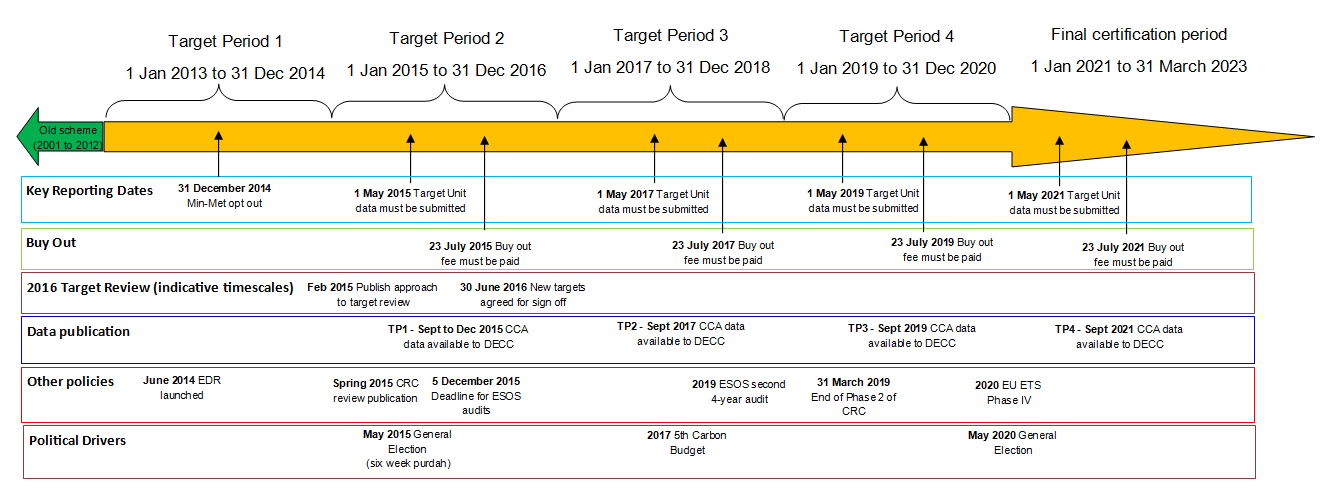 Target Period 1
1 Jan 2013 to 31 Dec 2014
Target Period 2
1 Jan 2015 to 31 Dec 2016
Target Period 3
1 Jan 2017 to 31 Dec 2018
Target Period 4
1 Jan 2019 to 31 Dec 2020
Final certification period
1 Jan 2021 to 31 March 2023
Old scheme
(2001 to 2012)
Key Reporting Dates
31 December 2014
Min-Met opt out
1 May 2015 Target Unit
data must be submitted
1 May 2017 Target Unit
data must be submitted
1 May 2019 Target Unit
data must be submitted
1 May 2021 Target Unit
data must be submitted
Buy Out
23 July 2015 Buy out
fee must be paid
23 July 2017 Buy out
fee must be paid
23 July 2019 Buy out
fee must be paid
23 July 2021 Buy out
fee must be paid
2016 Target Review (indicative timescales)
Feb 2015 Publish approach
to target review
30 June 2016 New targets
agreed for sign off
Data publication
TP1 - Sept to Dec 2015 CCA
data available to DECC
TP2 - Sept 2017 CCA data
available to DECC
TP3 - Sept 2019 CCA data
available to DECC
TP4 - Sept 2021 CCA data
available to DECC
Other policies
June 2014 EDR
launched
Spring 2015 CRC
review publication
5 December 2015
Deadline for ESOS
audits
2019 ESOS second
4-year audit
31 March 2019
End of Phase 2 of
CRC
2020 EU ETS
Phase IV
Political Drivers
May 2015 General
Election
(six week purdah)
2017 5th Carbon
Budget
May 2020 General
Election